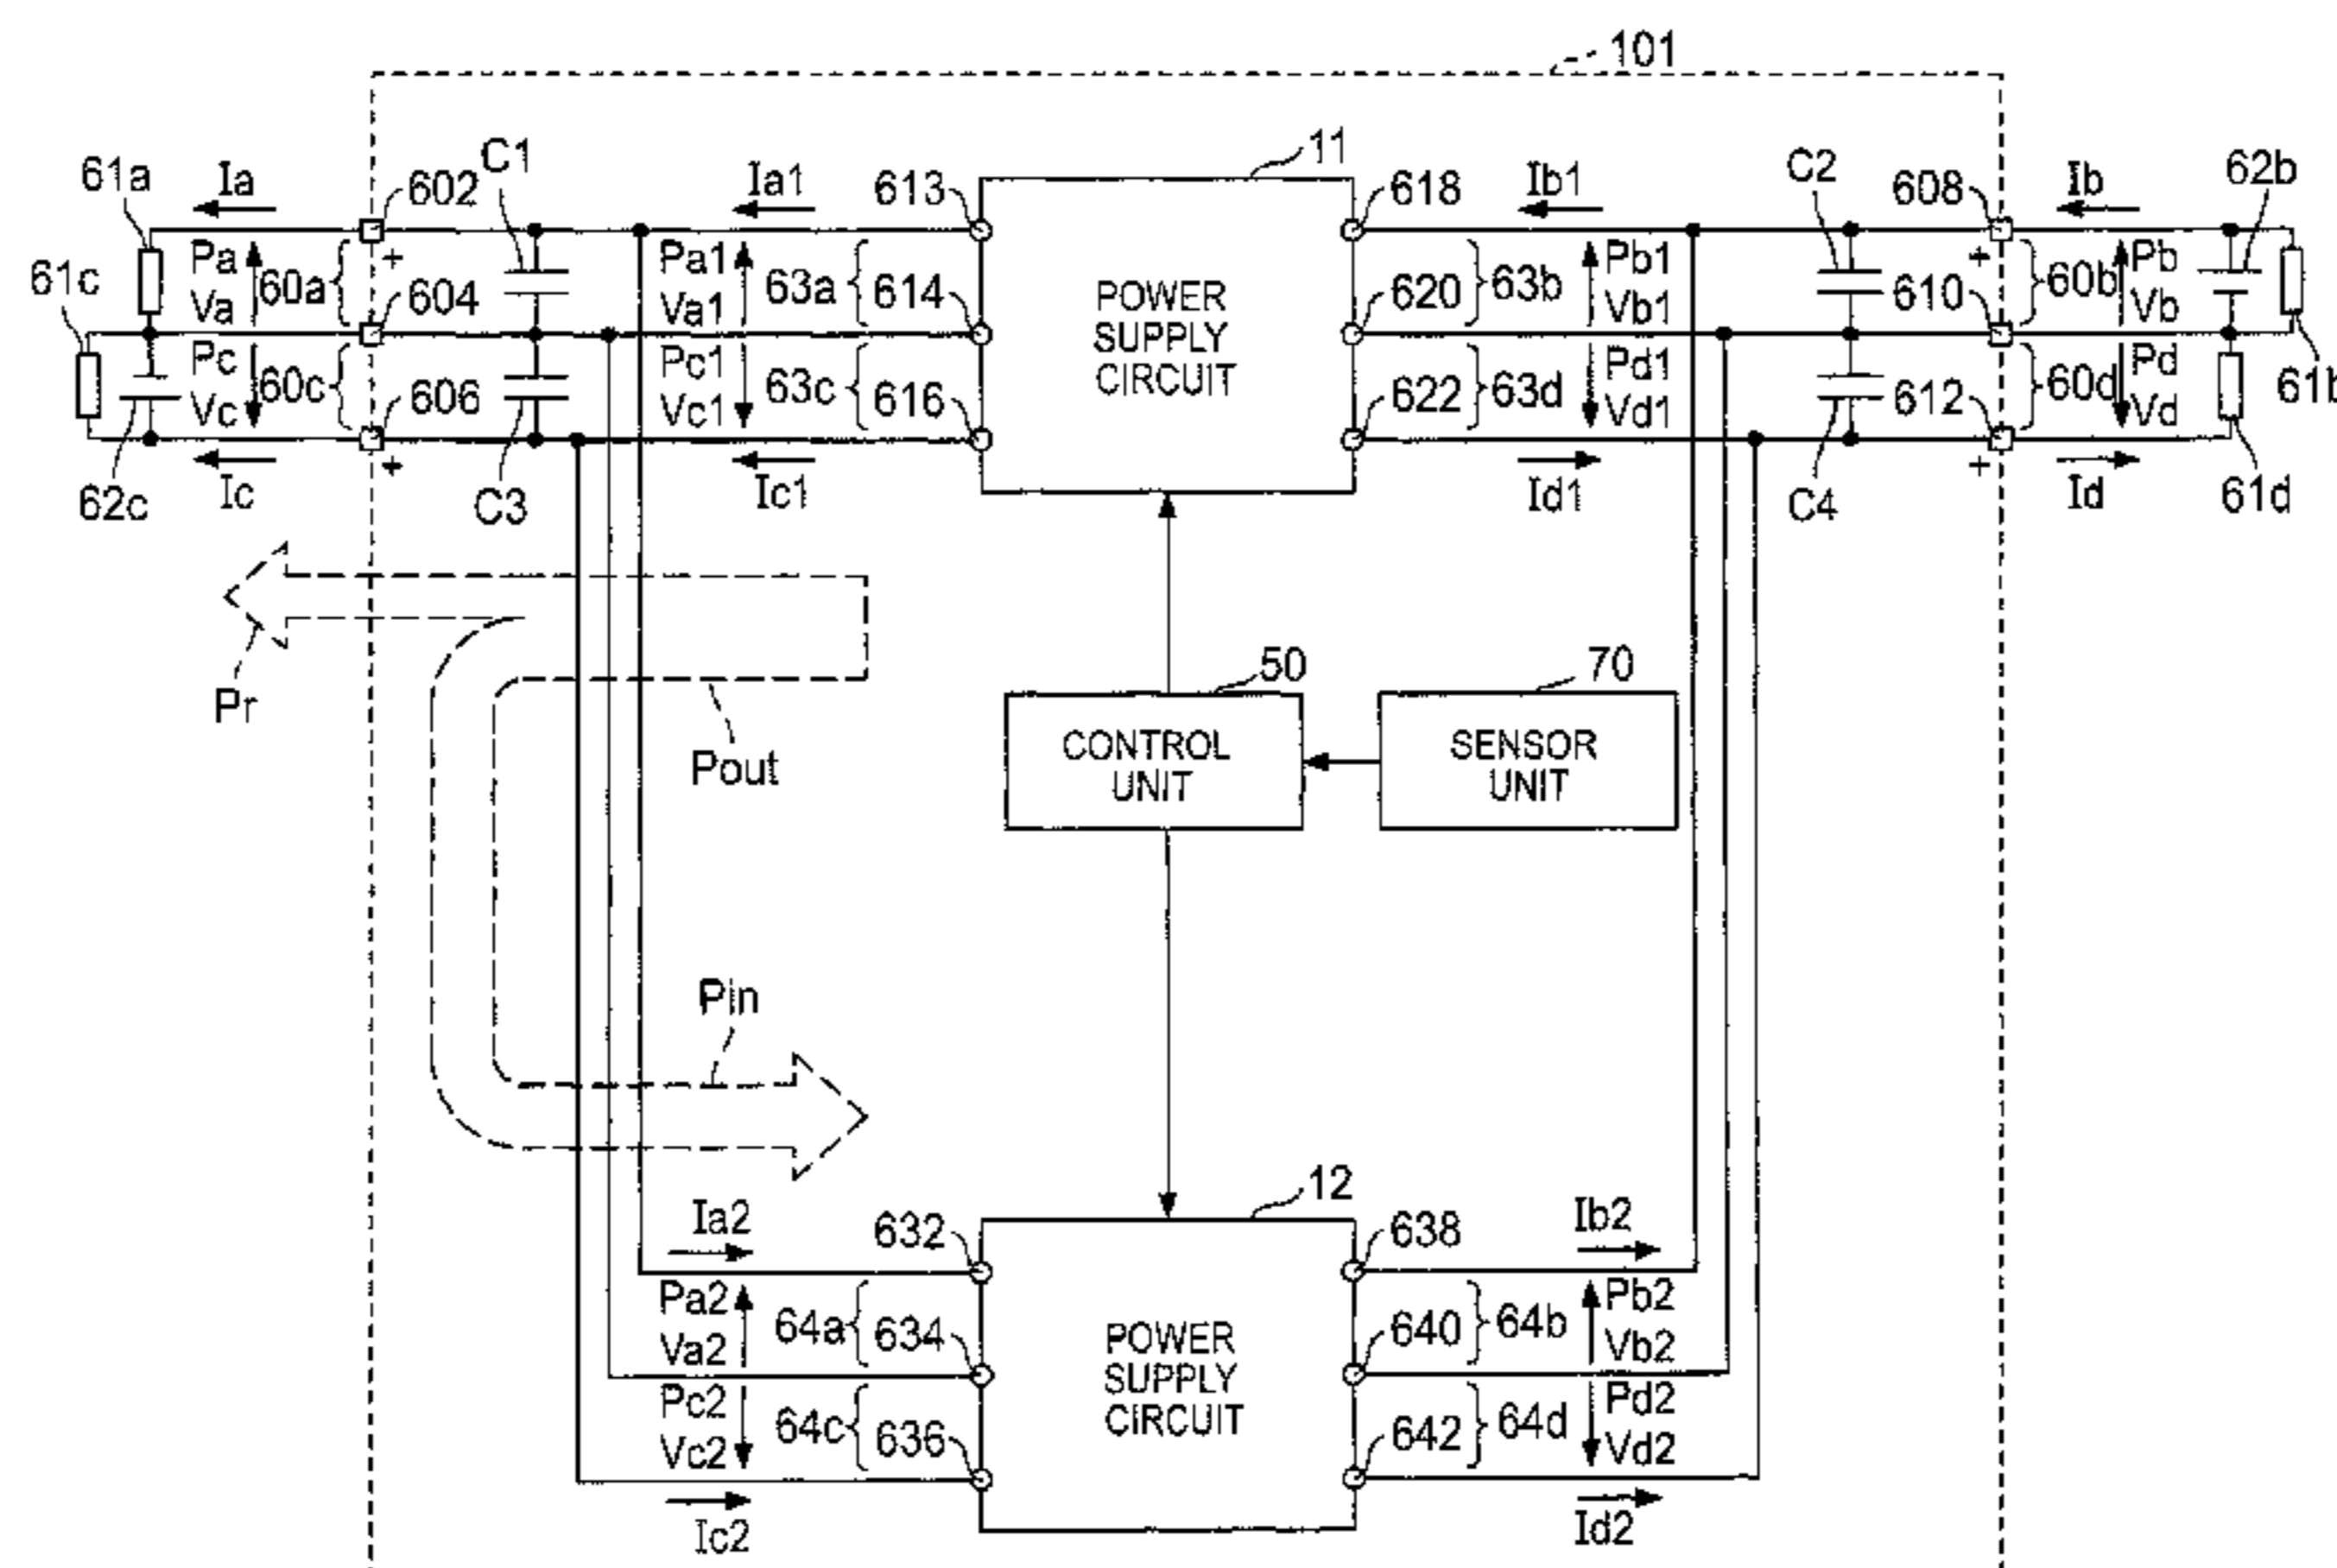 101
61a
Ia
602
C1
Ia1
613
11
618
Ib1
C2
608
Ib
62b
61c
Pa
Va
60a
+
604
Pa1
Va1
63a
614
POWER
SUPPLY
CIRCUIT
620
63b
Pb1
Vb1
610
+
60b
Pb
Vb
Pc
Vc
60c
606
+
Pc1
Vc1
63c
616
622
63d
Pd1
Vd1
612
+
60d
Pd
Vd
61b
62c
Ic
C3
Ic1
Id1
C4
Id
61d
Pr
Pout
50
CONTROL
UNIT
70
SENSOR
UNIT
Pin
Ia2
632
12
638
Ib2
Pa2
Va2
64a
634
POWER
SUPPLY
CIRCUIT
640
64b
Pb2
Vb2
Pc2
Vc2
64c
636
642
64d
Pd2
Vd2
Ic2
Id2